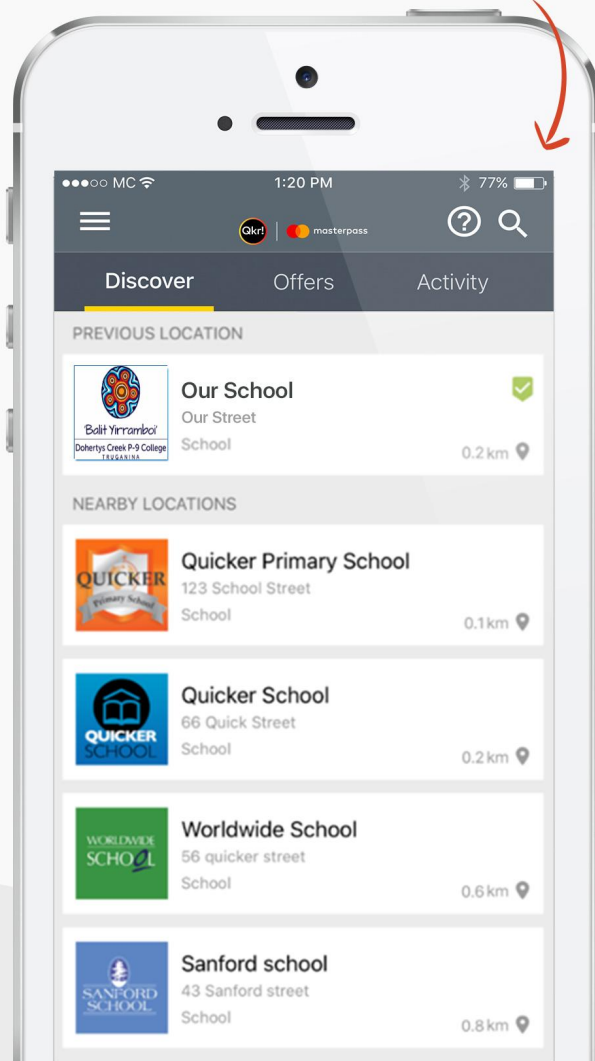 MC
1:20 PM
77%
Qkr!
masterpass
Discover
Offers
Activity
PREVIOUS LOCATION
'Balit Yirramboi'
Dohertys Creek P-9 College
TRUGANINA
Our School
Our Street
School
0.2 km
NEARBY LOCATIONS
QUICKER
Primary School
Quicker Primary School
123 School Street
School
0.1 km
QUICKER
SCHOOL
Quicker School
66 Quick Street
School
0.2 km
WORLDWIDE
SCHOOL
Worldwide School
56 quicker street
School
0.6 km
SANFORD
SCHOOL
Sanford school
43 Sanford street
School
0.8 km